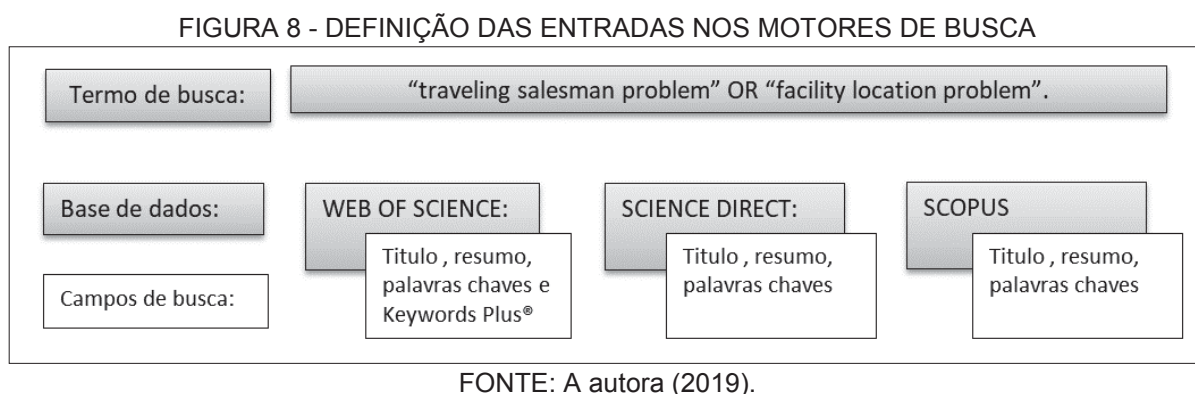 FIGURA 8 - DEFINIÇÃO DAS ENTRADAS NOS MOTORES DE BUSCA
Termo de busca:
“traveling salesman problem” OR “facility location problem”.
Base de dados:
WEB OF SCIENCE:
SCIENCE DIRECT:
SCOPUS
Campos de busca:
Titulo , resumo,
palavras chaves e
Keywords Plus®
Titulo , resumo,
palavras chaves
Titulo , resumo,
palavras chaves
FONTE: A autora (2019).